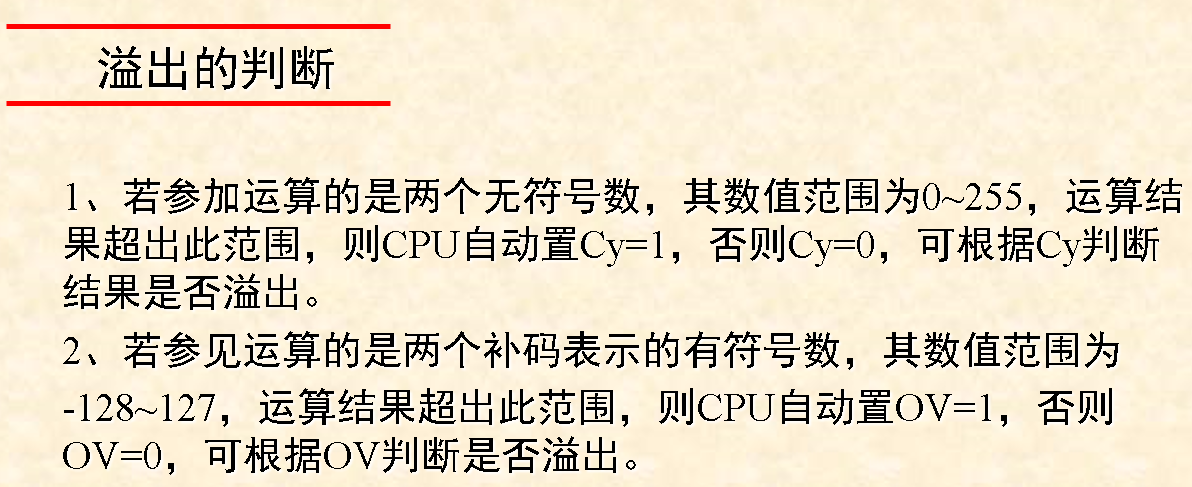 溢出的判断
1、若参加运算的是两个无符号数，其数值范围为0~255，运算结
果超出此范围，则CPU自动置Cy=1，否则Cy=0，可根据Cy判断
结果是否溢出。
2、若参见运算的是两个补码表示的有符号数，其数值范围为
-128~127，运算结果超出此范围，则CPU自动置OV=1，否则
OV=0，可根据OV判断是否溢出。